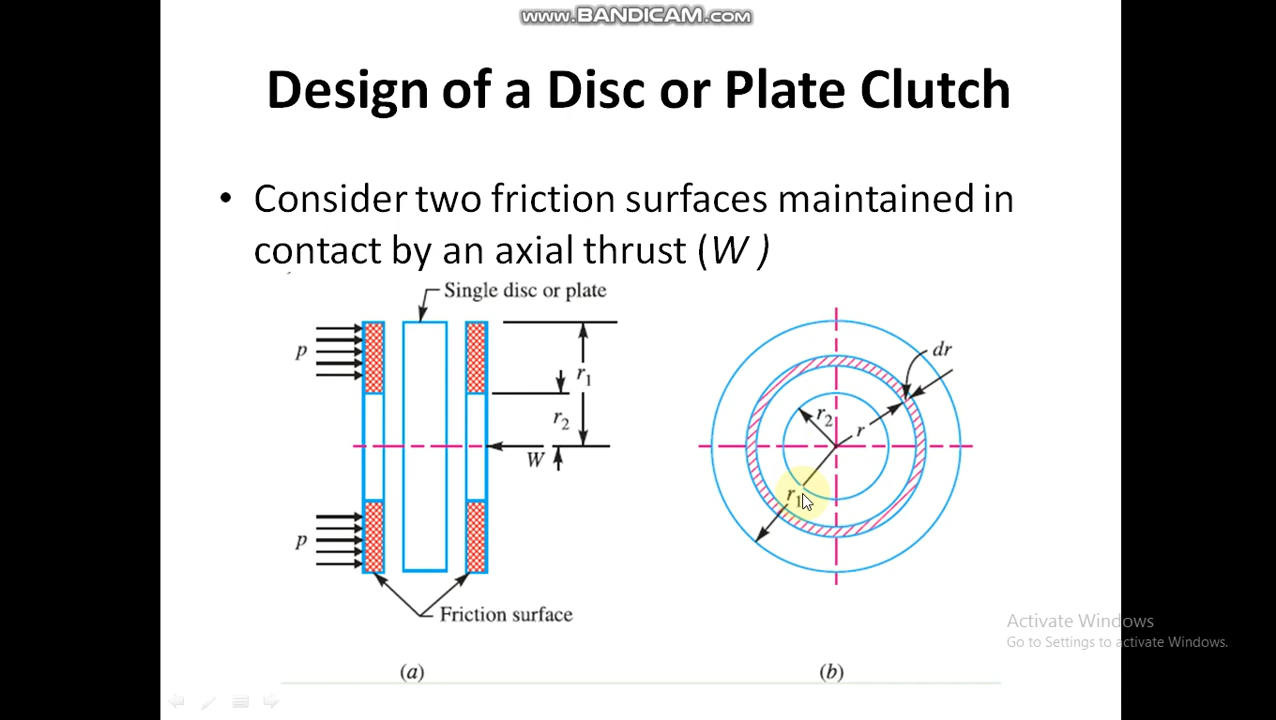 www.BANDICAM.com
Design of a Disc or Plate Clutch
• Consider two friction surfaces maintained in
contact by an axial thrust (W )
Single disc or plate
p
r1
r2
W
p
Friction surface
(a)
dr
r2
r
r1
(b)
Activate Windows
Go to Settings to activate Windows.